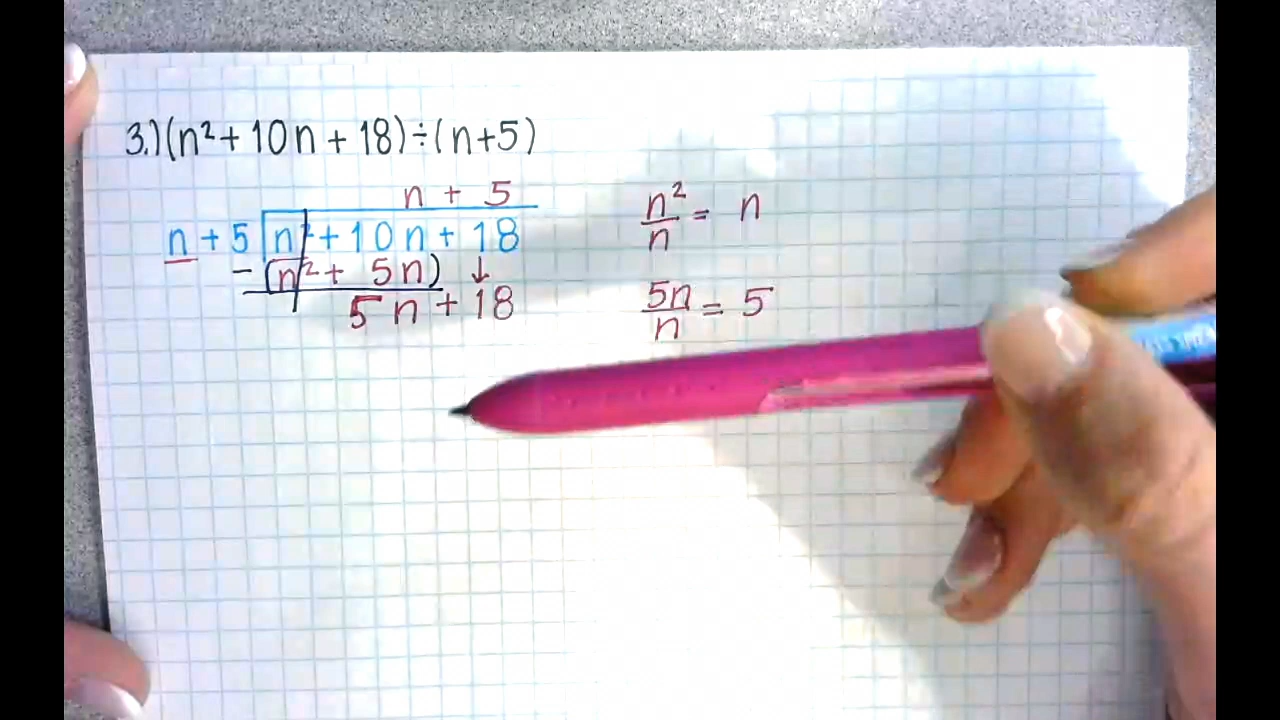 3.) (n² + 10n + 18) ÷ (n+5)
n + 5
n + 5 n² + 10n + 18
- (n² + 5n) ↓
5n + 18
n²/n = n
5n/n = 5